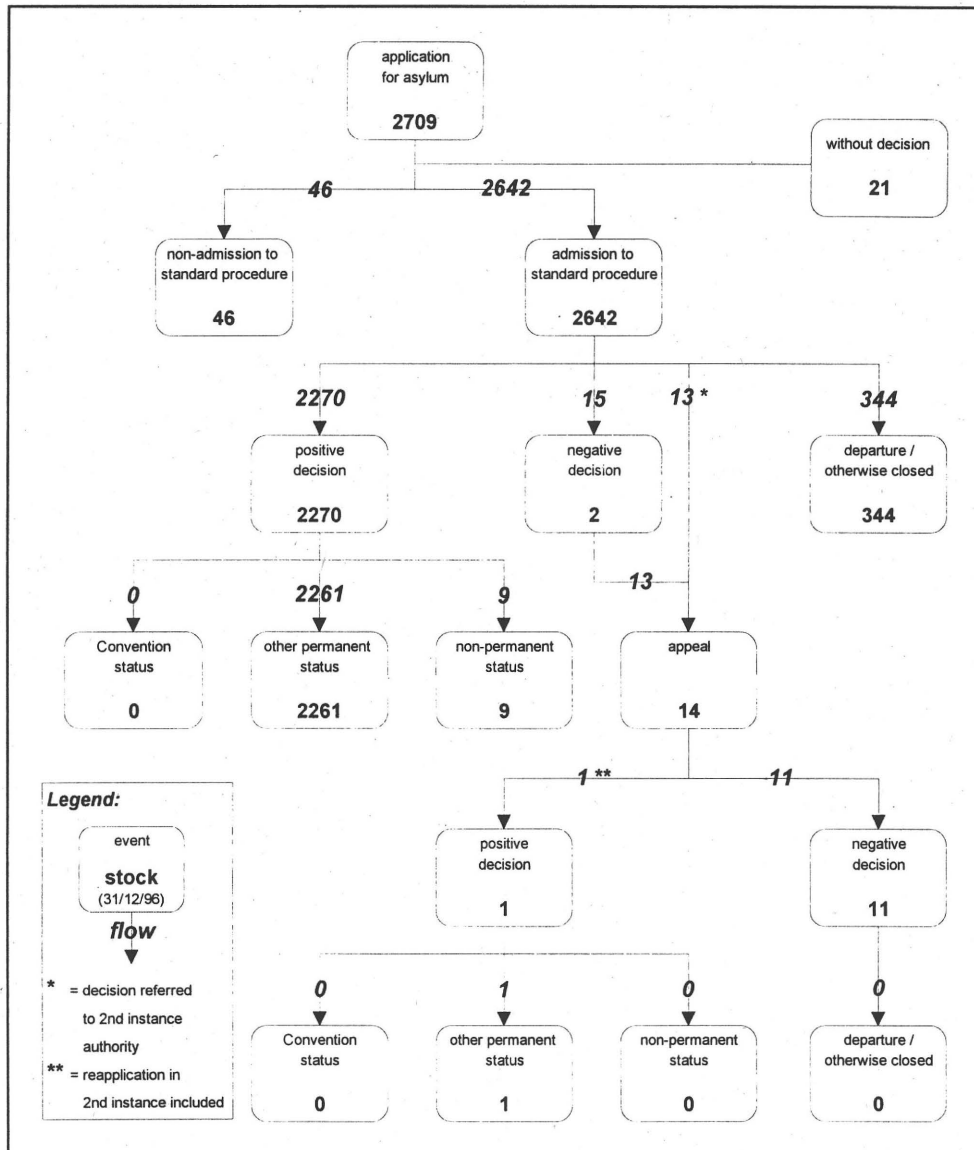 application
for asylum
2709
without decision
21
46
2642
non-admission to
standard procedure
46
admission to
standard procedure
2642
2270
15
13 *
344
positive
decision
2270
negative
decision
2
departure /
otherwise closed
344
13
0
2261
9
Convention
status
0
other permanent
status
2261
non-permanent
status
9
appeal
14
1 **
11
positive
decision
1
negative
decision
11
0
1
0
0
Convention
status
0
other permanent
status
1
non-permanent
status
0
departure /
otherwise closed
0
Legend:
event
stock
(31/12/96)
flow
* = decision referred
to 2nd instance
authority
** = reapplication in
2nd instance included